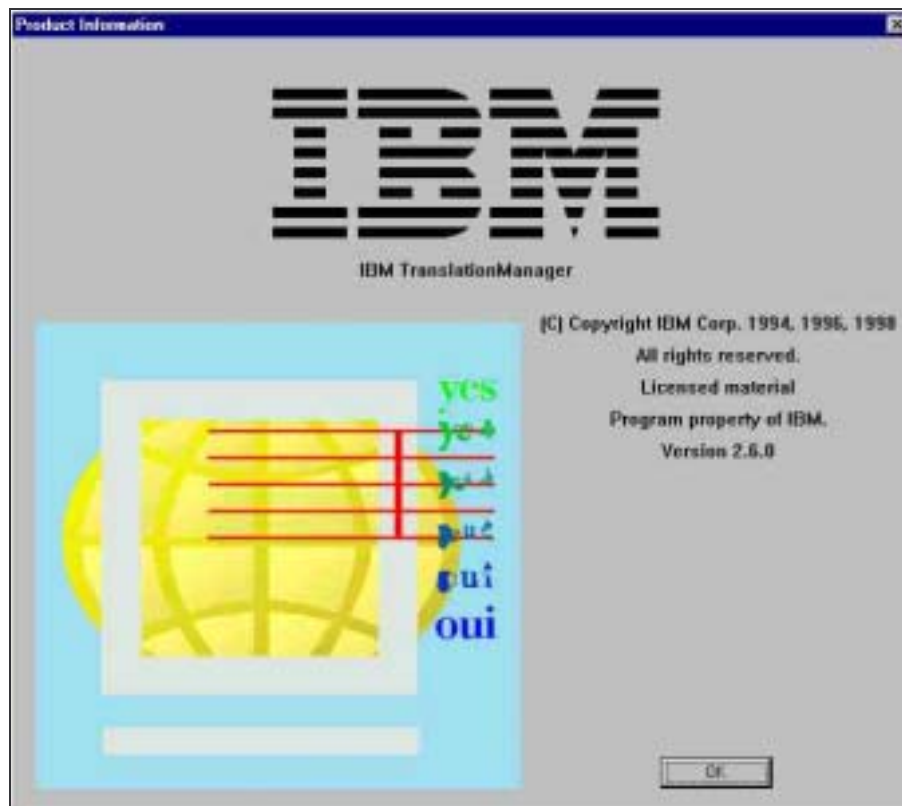 Product Information
IBM
IBM TranslationManager
(C) Copyright IBM Corp. 1994, 1996, 1998
All rights reserved.
Licensed material
Program property of IBM.
Version 2.6.0
yes
oui
oui
OK